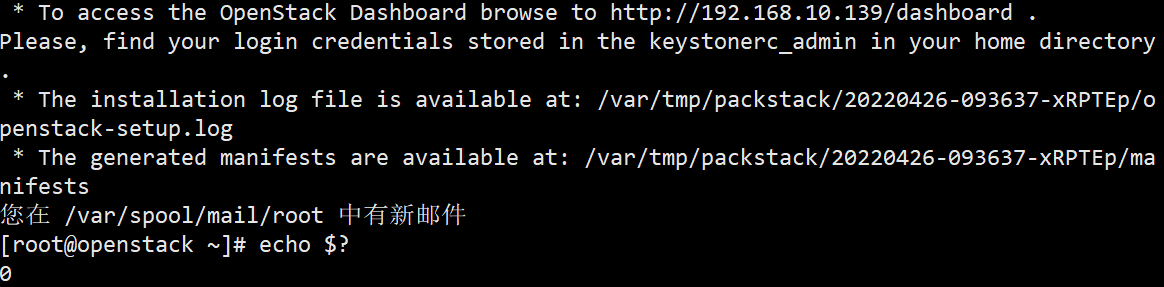 * To access the OpenStack Dashboard browse to http://192.168.10.139/dashboard .
Please, find your login credentials stored in the keystonerc_admin in your home directory
.
 * The installation log file is available at: /var/tmp/packstack/20220426-093637-xRPTEp/o
penstack-setup.log
 * The generated manifests are available at: /var/tmp/packstack/20220426-093637-xRPTEp/ma
nifests
您在 /var/spool/mail/root 中有新邮件
[root@openstack ~]# echo $?
0